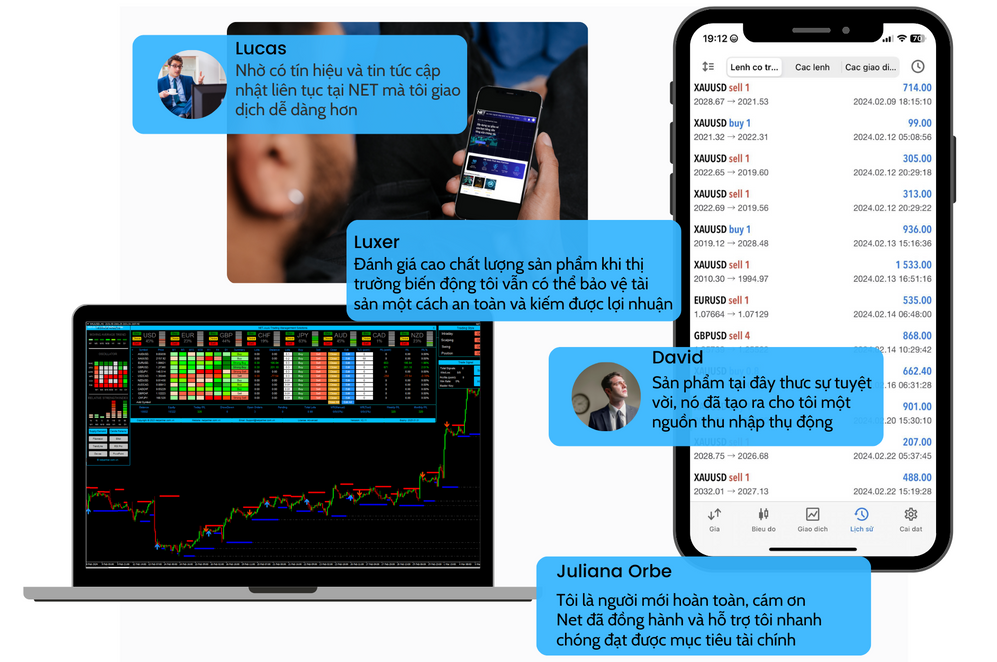 Lucas
Nhờ có tín hiệu và tin tức cập
nhật liên tục tại NET mà tôi giao
dịch dễ dàng hơn
Luxer
Đánh giá cao chất lượng sản phẩm khi thị
trường biến động tôi vẫn có thể bảo vệ tài
sản một cách an toàn và kiếm được lợi nhuận
David
Sản phẩm tại đây thưc sự tuyệt
vời, nó đã tạo ra cho tôi một
nguồn thu nhập thụ động
Juliana Orbe
Tôi là người mới hoàn toàn, cám ơn
Net đã đồng hành và hỗ trợ tôi nhanh
chóng đạt được mục tiêu tài chính
19:12
70
Lenh co tr... Cac lenh Cac giao di...
XAUUSD sell 1 714.00
2028.67 → 2021.53 2024.02.09 18:15:10
XAUUSD buy 1 99.00
2021.32 → 2022.31 2024.02.12 05:08:56
XAUUSD sell 1 305.00
2022.65 → 2019.60 2024.02.12 20:29:18
XAUUSD sell 1 313.00
2022.69 → 2019.56 2024.02.12 20:29:22
XAUUSD buy 1 936.00
2019.12 → 2028.48 2024.02.13 15:16:36
XAUUSD sell 1 1 533.00
2010.30 → 1994.97 2024.02.13 16:51:16
EURUSD sell 1 535.00
1.07664 → 1.07129 2024.02.14 06:48:00
GBPUSD sell 4 868.00
.14 10:29:42
662.40
.16 06:31:28
901.00
.20 15:30:10
207.00
2028.75 → 2026.68 2024.02.22 05:37:45
XAUUSD sell 1 488.00
2032.01 → 2027.13 2024.02.22 15:19:28
Gia Bieu do Giao dich Lich sử Cai dat
USD EUR GBP CHF JPY AUD CAD NZD
NET